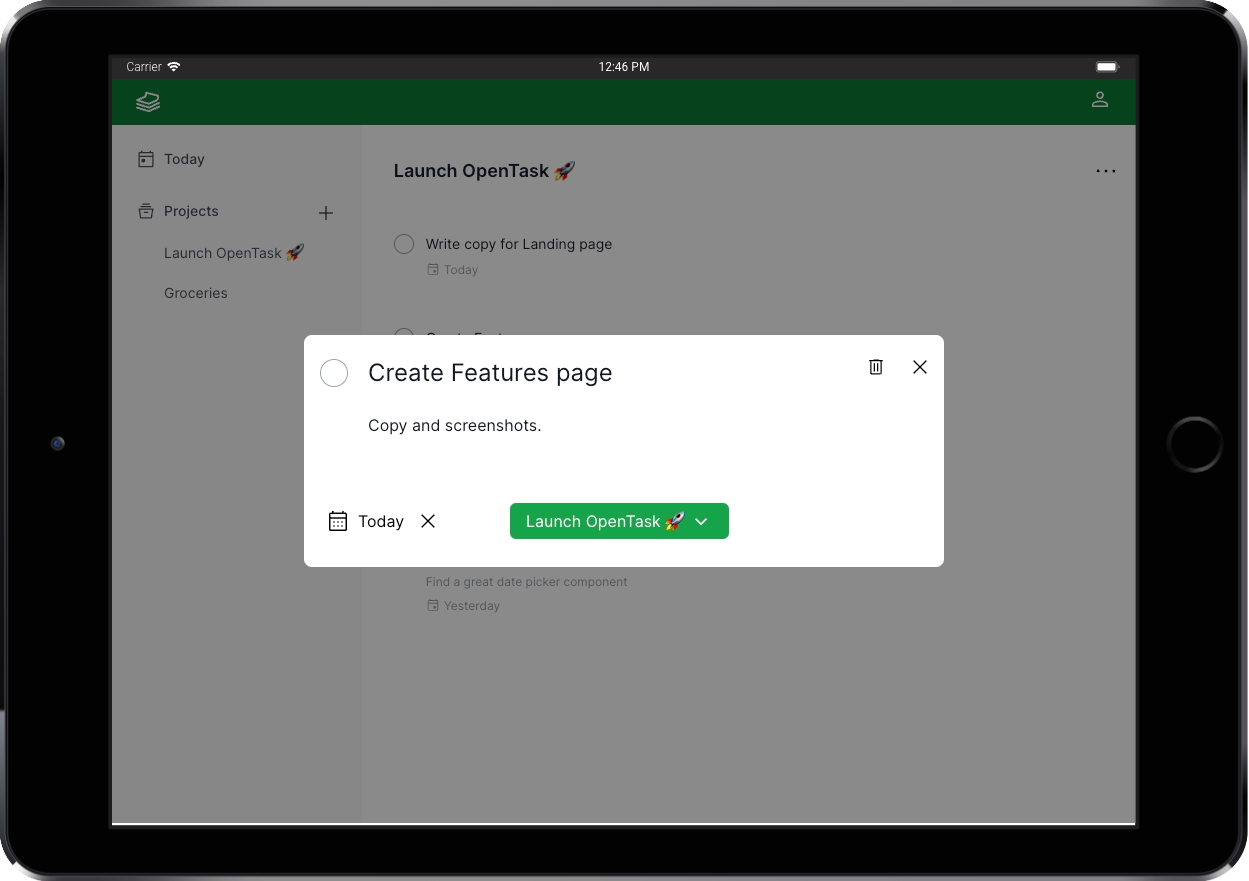 Carrier
12:46 PM
Today
Launch OpenTask 🚀
Projects
Launch OpenTask 🚀
Groceries
Write copy for Landing page
Today
Create Features page
Copy and screenshots.
Today
Launch OpenTask 🚀
Find a great date picker component
Yesterday